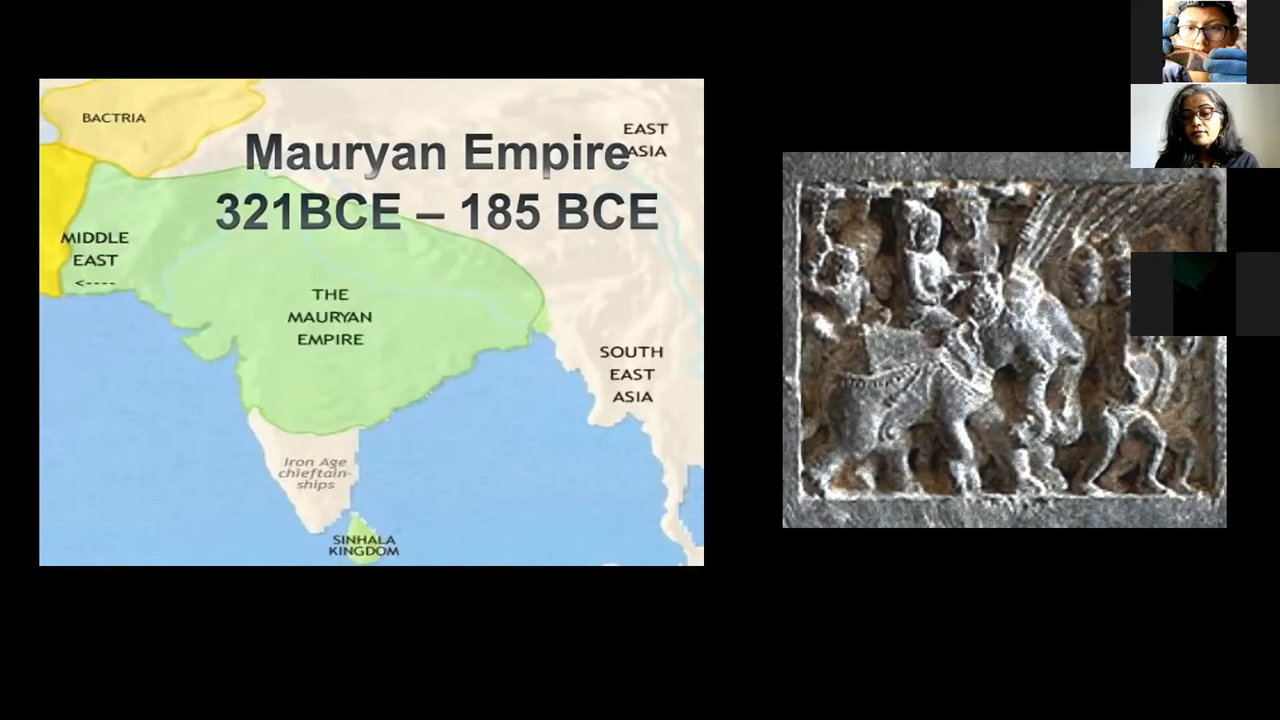 BACTRIA
EAST
ASIA
Mauryan Empire
321BCE – 185 BCE
MIDDLE
EAST
<----
THE
MAURYAN
EMPIRE
SOUTH
EAST
ASIA
Iron Age
chieftain-
ships
SINHALA
KINGDOM